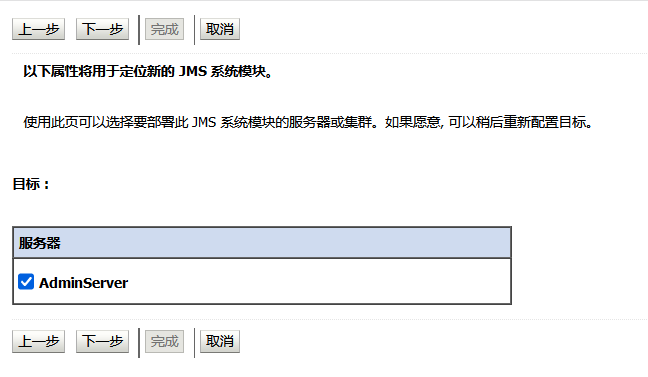 上一步 下一步 完成 取消
以下属性将用于定位新的 JMS 系统模块。
使用此页可以选择要部署此 JMS 系统模块的服务器或集群。如果愿意, 可以稍后重新配置目标。
目标：
服务器
AdminServer
上一步 下一步 完成 取消